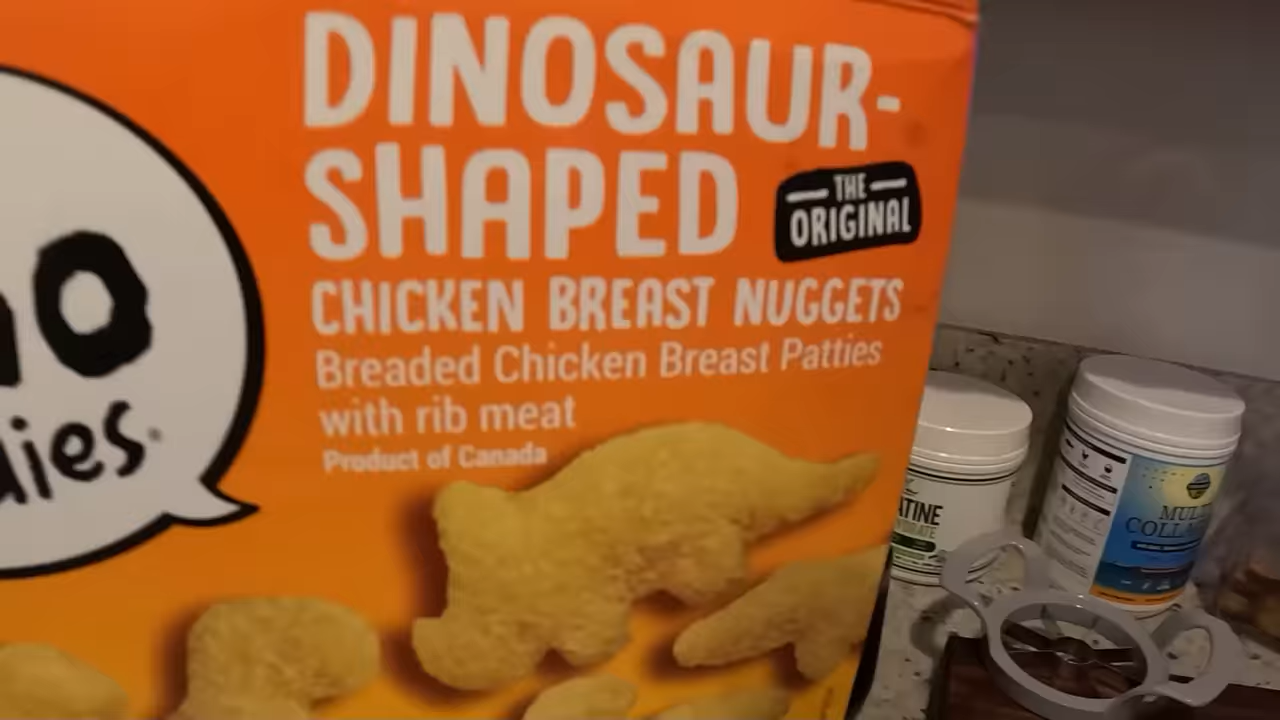 DINOSAUR-
SHAPED
THE
ORIGINAL
CHICKEN BREAST NUGGETS
Breaded Chicken Breast Patties
with rib meat
Product of Canada